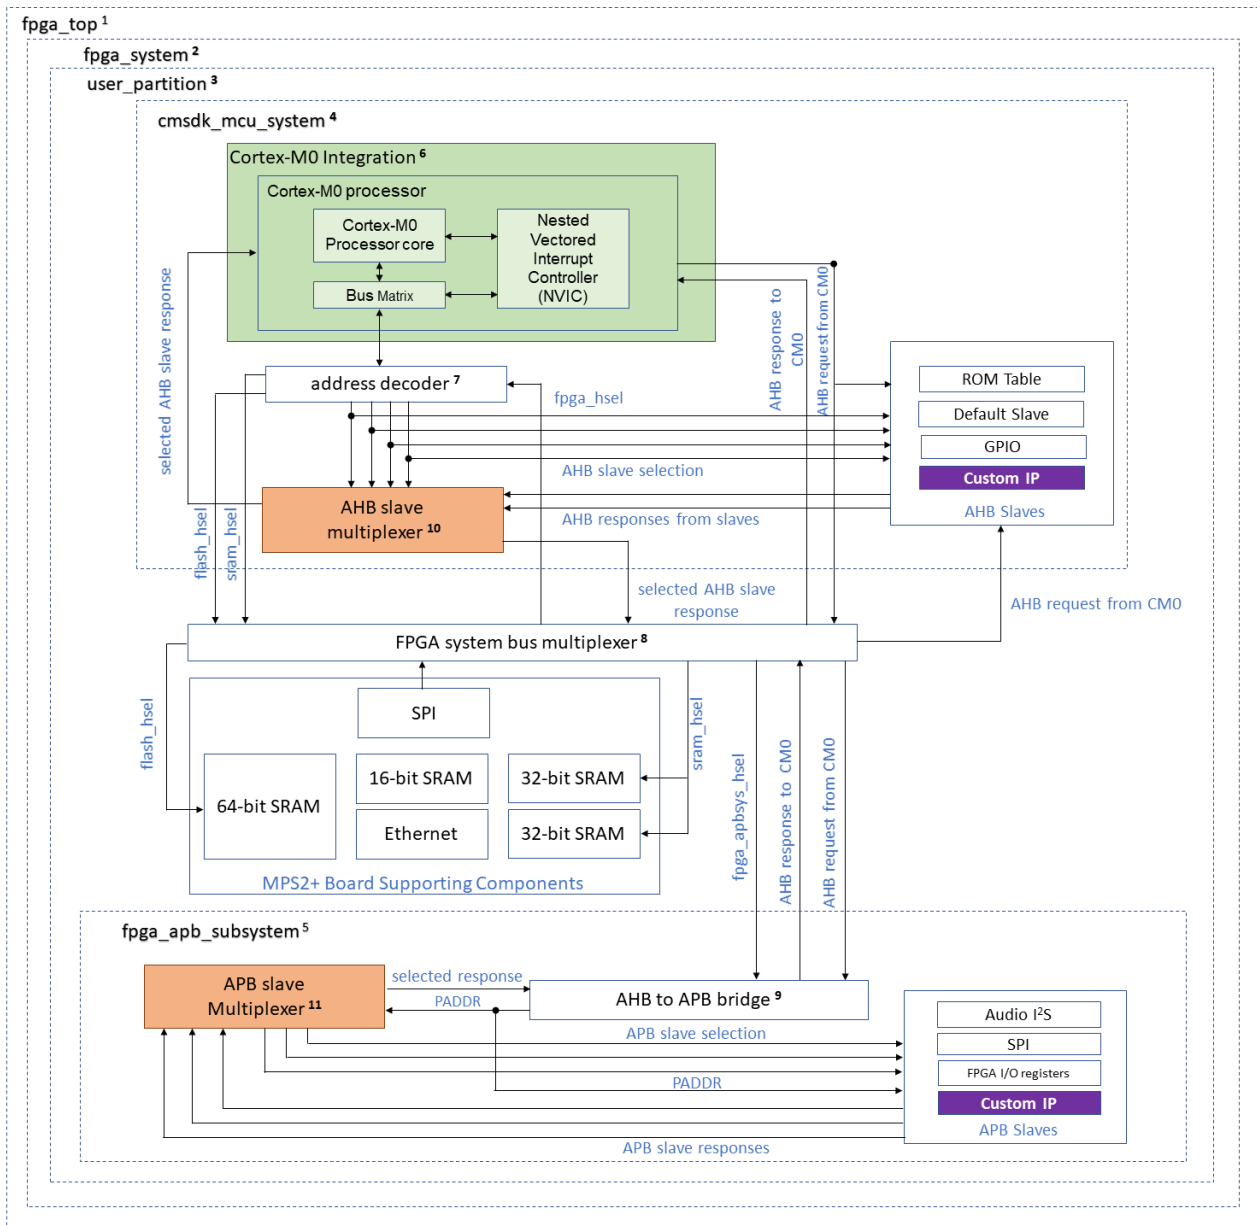 fpga_top 1
fpga_system 2
user_partition 3
cmsdk_mcu_system 4
Cortex-M0 Integration 6
Cortex-M0 processor
Cortex-M0
Processor core
Nested
Vectored
Interrupt
Controller
(NVIC)
Bus Matrix
selected AHB slave response
AHB response to
CM0
AHB request from CM0
address decoder 7
fpga_hsel
ROM Table
Default Slave
GPIO
Custom IP
AHB Slaves
AHB slave selection
AHB slave
multiplexer 10
AHB responses from slaves
flash_hsel
sram_hsel
selected AHB slave
response
AHB request from CM0
FPGA system bus multiplexer 8
SPI
flash_hsel
64-bit SRAM
16-bit SRAM
32-bit SRAM
Ethernet
32-bit SRAM
MPS2+ Board Supporting Components
sram_hsel
fpga_apbsys_hsel
AHB response to CM0
AHB request from CM0
fpga_apb_subsystem 5
APB slave
Multiplexer 11
selected response
PADDR
AHB to APB bridge 9
APB slave selection
PADDR
Audio I²S
SPI
FPGA I/O registers
Custom IP
APB Slaves
APB slave responses